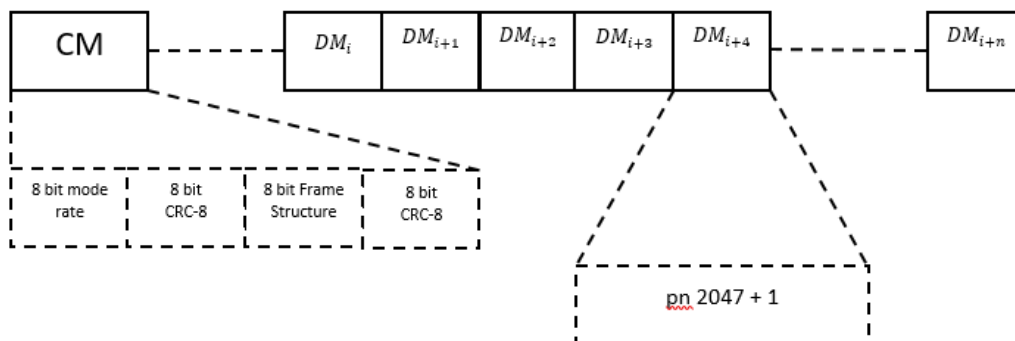 CM
DMᵢ
DMᵢ₊₁
DMᵢ₊₂
DMᵢ₊₃
DMᵢ₊₄
DMᵢ₊ₙ
8 bit mode
rate
8 bit
CRC-8
8 bit Frame
Structure
8 bit
CRC-8
pn 2047 + 1